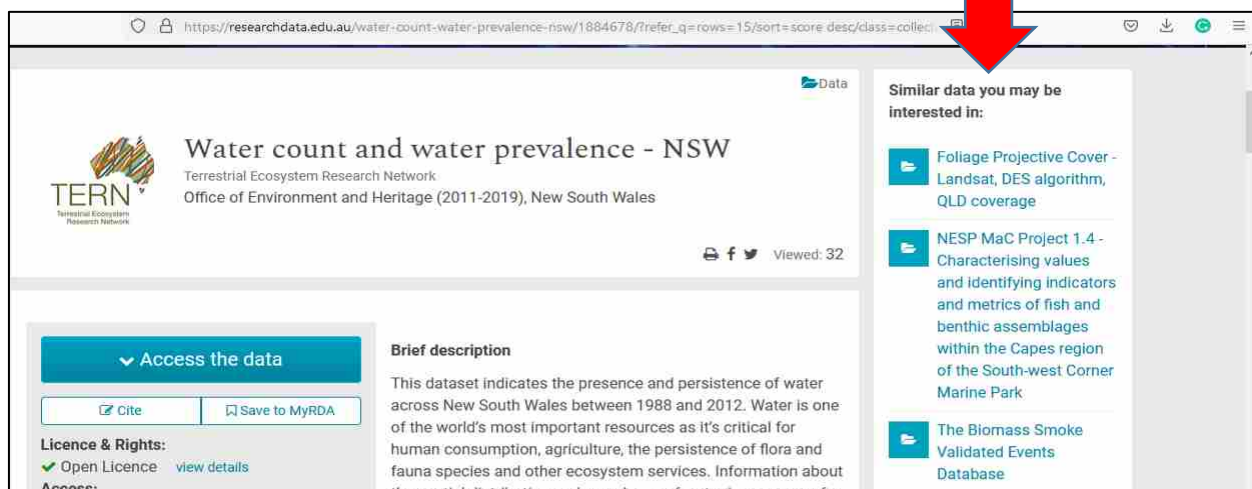 https://researchdata.edu.au/water-count-water-prevalence-nsw/1884678/?refer_q=rows=15/sort=score desc/class=collec
Data
Water count and water prevalence - NSW
Terrestrial Ecosystem Research Network
Office of Environment and Heritage (2011-2019), New South Wales
TERN
Terrestrial Ecosystem
Research Network
Viewed: 32
Access the data
Cite
Save to MyRDA
Licence & Rights:
Open Licence view details
Access:
Brief description
This dataset indicates the presence and persistence of water
across New South Wales between 1988 and 2012. Water is one
of the world's most important resources as it's critical for
human consumption, agriculture, the persistence of flora and
fauna species and other ecosystem services. Information about
Similar data you may be
interested in:
Foliage Projective Cover -
Landsat, DES algorithm,
QLD coverage
NESP MaC Project 1.4 -
Characterising values
and identifying indicators
and metrics of fish and
benthic assemblages
within the Capes region
of the South-west Corner
Marine Park
The Biomass Smoke
Validated Events
Database